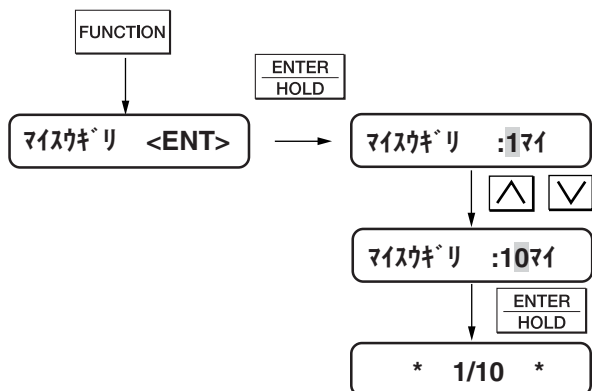 FUNCTION
ENTER
HOLD
マイスウギリ <ENT>
マイスウギリ :1マイ
マイスウギリ :10マイ
ENTER
HOLD
* 1/10 *